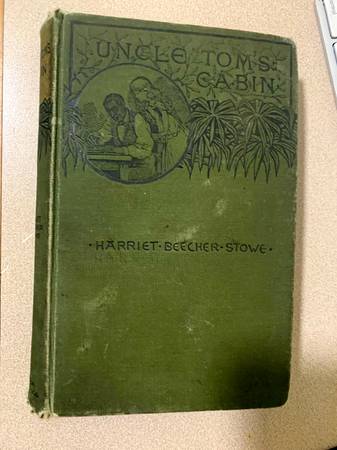 UNCLE TOM'S
CABIN
·HARRIET·BEECHER·STOWE·